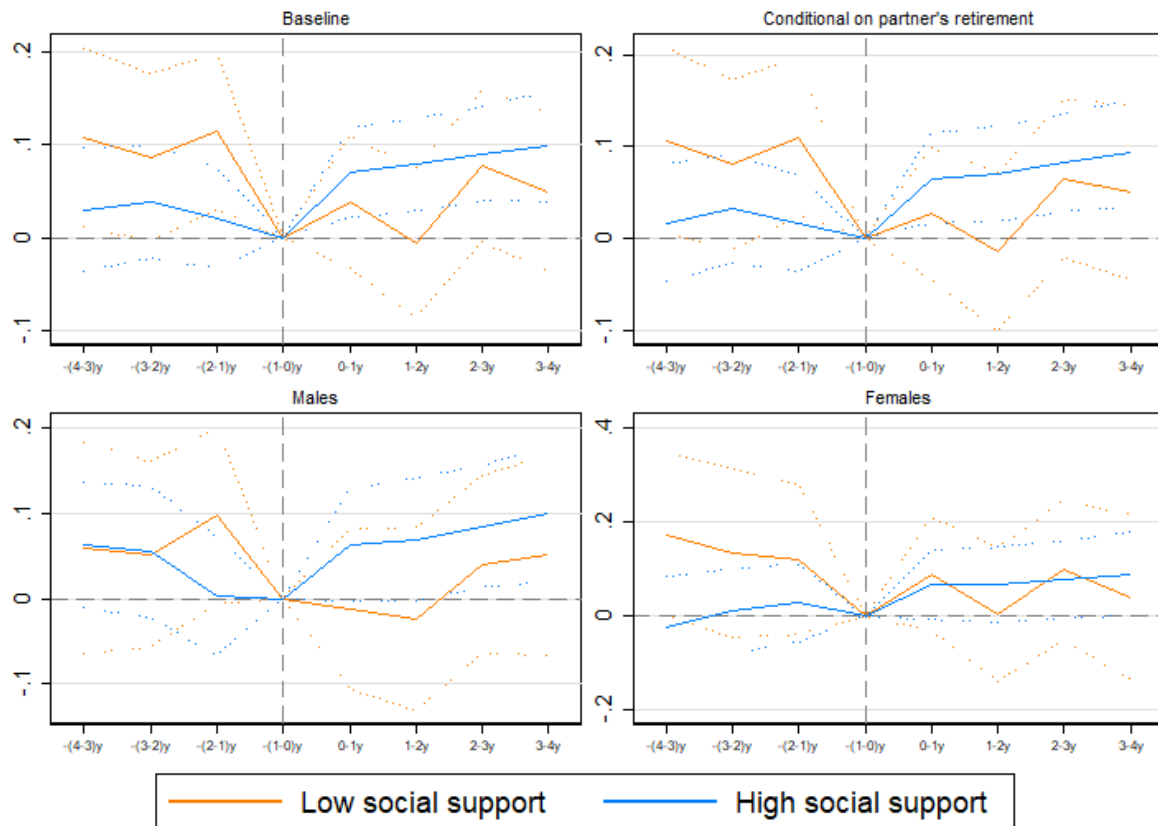 Baseline
Conditional on partner's retirement
.2
.1
0
-.1
-(4-3)y -(3-2)y -(2-1)y -(1-0)y 0-1y 1-2y 2-3y 3-4y
.2
.1
0
-.1
-(4-3)y -(3-2)y -(2-1)y -(1-0)y 0-1y 1-2y 2-3y 3-4y
Males
Females
.2
.1
0
-.1
-(4-3)y -(3-2)y -(2-1)y -(1-0)y 0-1y 1-2y 2-3y 3-4y
.4
.2
0
-.2
-(4-3)y -(3-2)y -(2-1)y -(1-0)y 0-1y 1-2y 2-3y 3-4y
Low social support
High social support